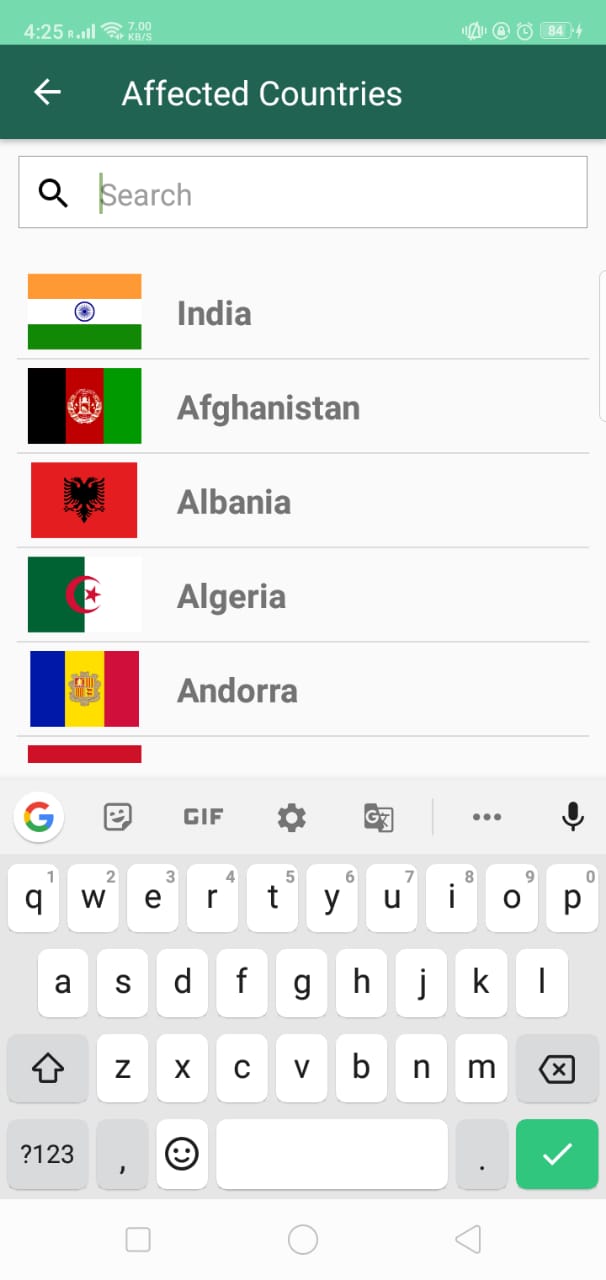 4:25 R 7.00 KB/S 84
Affected Countries
Search
India
Afghanistan
Albania
Algeria
Andorra
G GIF G ...
q 1 w 2 e 3 r 4 t 5 y 6 u 7 i 8 o 9 p 0
a s d f g h j k l
z x c v b n m
?123 , .